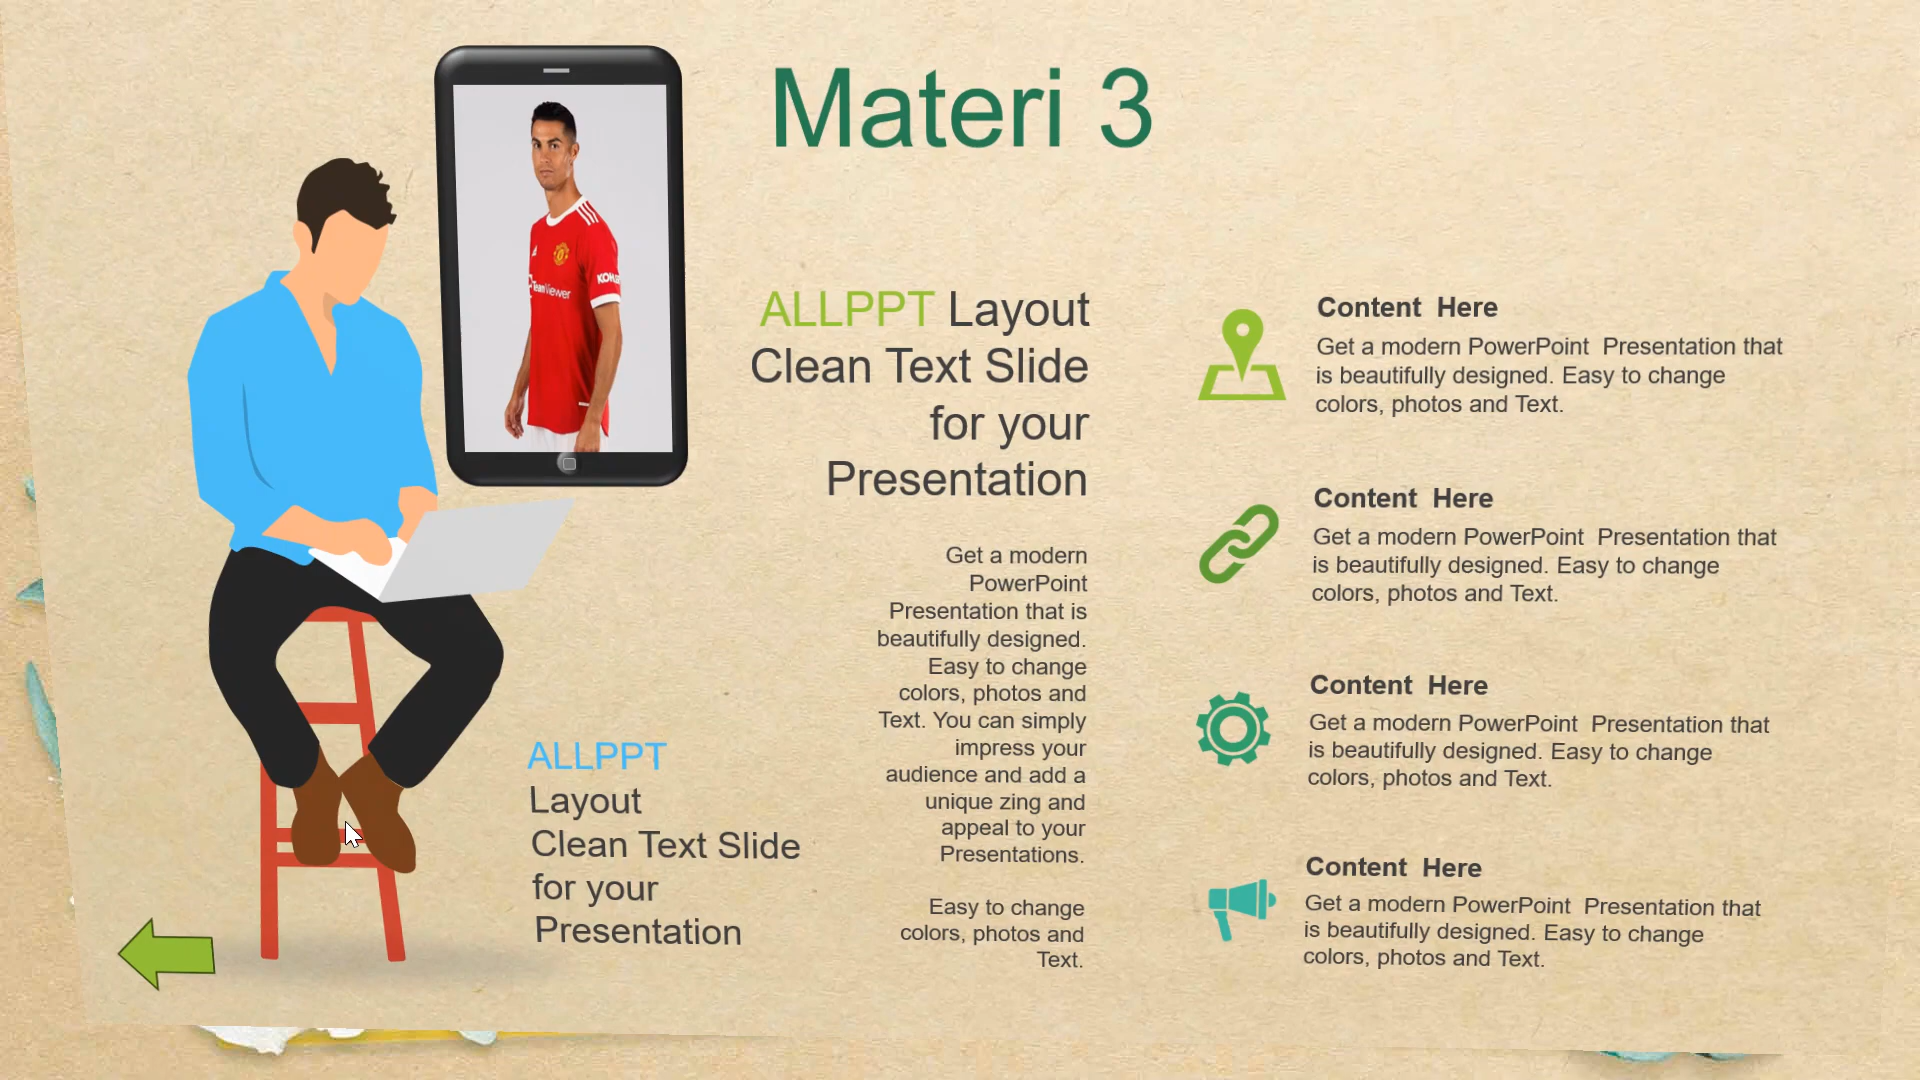 Materi 3
TeamViewer
ALLPPT Layout
Clean Text Slide
for your
Presentation
Get a modern
PowerPoint
Presentation that is
beautifully designed.
Easy to change
colors, photos and
Text. You can simply
impress your
audience and add a
unique zing and
appeal to your
Presentations.
Easy to change
colors, photos and
Text.
ALLPPT
Layout
Clean Text Slide
for your
Presentation
Content Here
Get a modern PowerPoint Presentation that
is beautifully designed. Easy to change
colors, photos and Text.
Content Here
Get a modern PowerPoint Presentation that
is beautifully designed. Easy to change
colors, photos and Text.
Content Here
Get a modern PowerPoint Presentation that
is beautifully designed. Easy to change
colors, photos and Text.
Content Here
Get a modern PowerPoint Presentation that
is beautifully designed. Easy to change
colors, photos and Text.